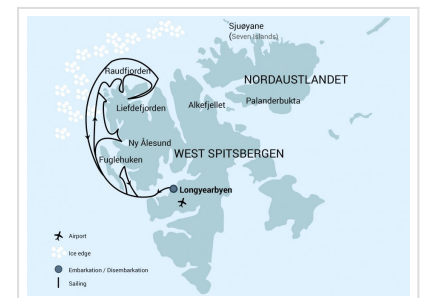 Sjuøyane
(Seven Islands)
Raudfjorden
NORDAUSTLANDET
Liefdefjorden
Alkefjellet
Palanderbukta
Ny Ålesund
WEST SPITSBERGEN
Fuglehuken
Longyearbyen
Airport
Ice edge
Embarkation / Disembarkation
Sailing